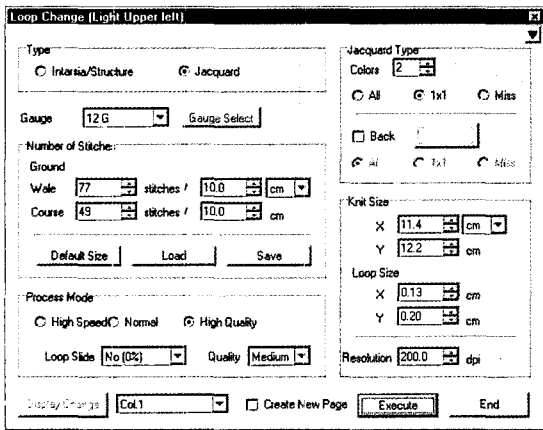 Loop Change (Light Upper left)
Type
Intarsia/Structure
Jacquard
Gauge
12 G
Gauge Select
Number of Stitches
Ground
Wale 77 stitches / 10.0 cm
Course 49 stitches / 10.0 cm
Default Size
Load
Save
Process Mode
High Speed
Normal
High Quality
Loop Slide No (0%)
Quality Medium
Display Change
Col.1
Create New Page
Execute
End
Jacquard Type
Colors 2
All
1x1
Miss
Back
All
1x1
Miss
Knit Size
X 11.4 cm
Y 12.2 cm
Loop Size
X 0.13 cm
Y 0.20 cm
Resolution 200.0 dpi